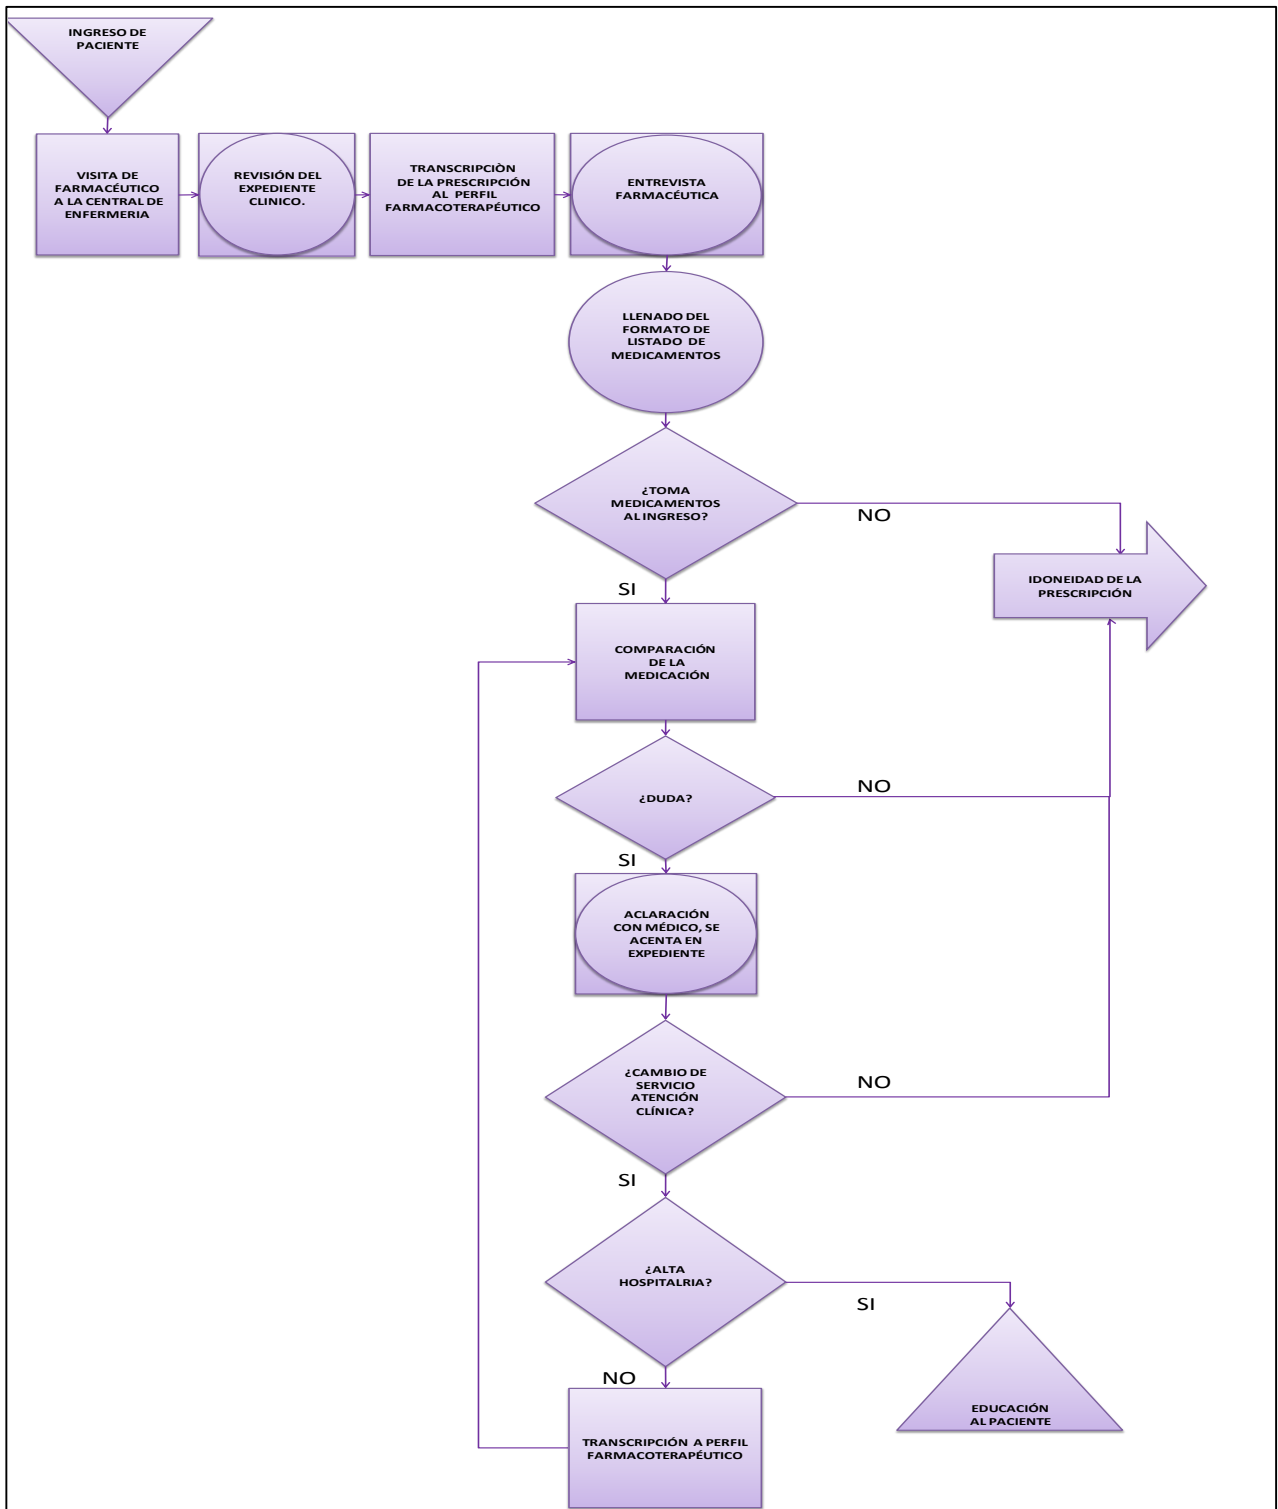 INGRESO DE
PACIENTE
VISITA DE
FARMACÉUTICO
A LA CENTRAL DE
ENFERMERIA
REVISIÓN DEL
EXPEDIENTE
CLINICO.
TRANSCRIPCIÒN
DE LA PRESCRIPCIÓN
AL PERFIL
FARMACOTERAPÉUTICO
ENTREVISTA
FARMACÉUTICA
LLENADO DEL
FORMATO DE
LISTADO DE
MEDICAMENTOS
¿TOMA
MEDICAMENTOS
AL INGRESO?
NO
IDONEIDAD DE LA
PRESCRIPCIÓN
SI
COMPARACIÓN
DE LA
MEDICACIÓN
¿DUDA?
NO
SI
ACLARACIÓN
CON MÉDICO, SE
ACENTA EN
EXPEDIENTE
¿CAMBIO DE
SERVICIO
ATENCIÓN
CLÍNICA?
NO
SI
¿ALTA
HOSPITALRIA?
SI
NO
EDUCACIÓN
AL PACIENTE
TRANSCRIPCIÓN A PERFIL
FARMACOTERAPÉUTICO